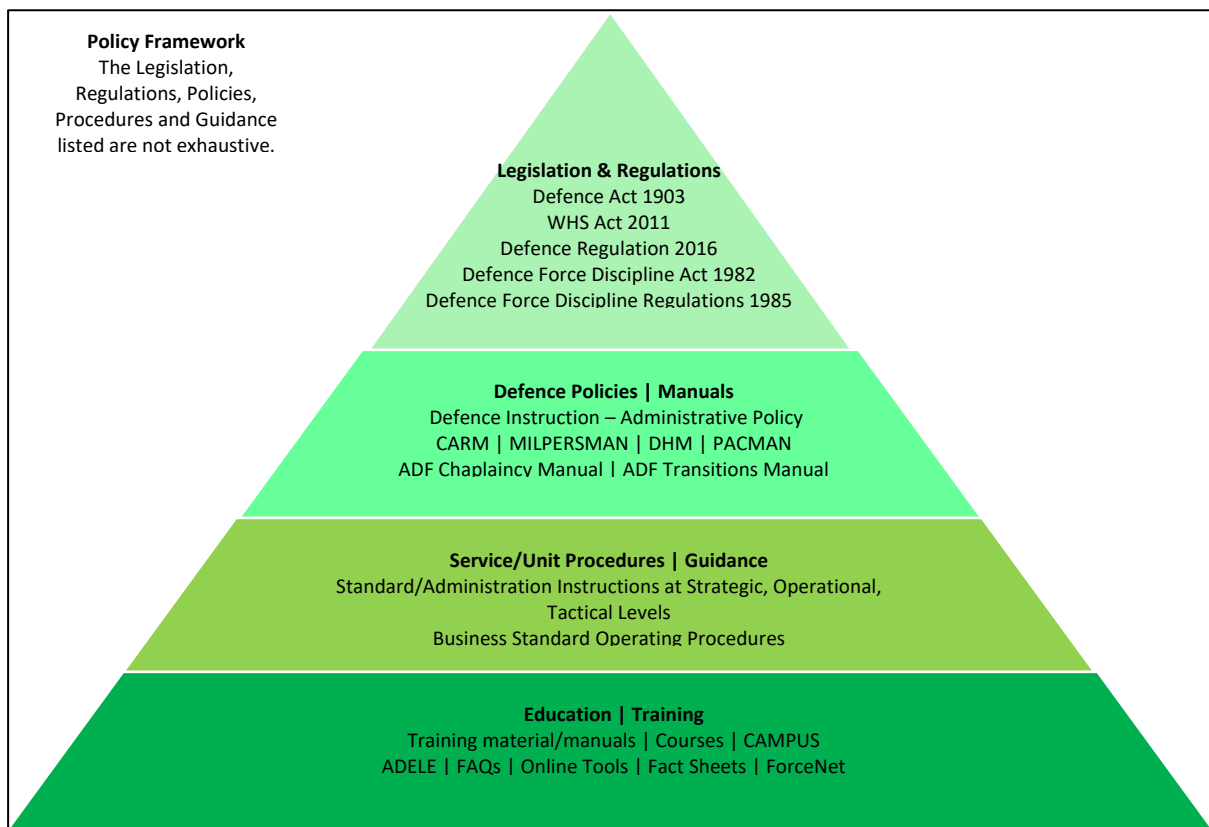 Policy Framework
The Legislation,
Regulations, Policies,
Procedures and Guidance
listed are not exhaustive.
Legislation & Regulations
Defence Act 1903
WHS Act 2011
Defence Regulation 2016
Defence Force Discipline Act 1982
Defence Force Discipline Regulations 1985
Defence Policies | Manuals
Defence Instruction – Administrative Policy
CARM | MILPERSMAN | DHM | PACMAN
ADF Chaplaincy Manual | ADF Transitions Manual
Service/Unit Procedures | Guidance
Standard/Administration Instructions at Strategic, Operational,
Tactical Levels
Business Standard Operating Procedures
Education | Training
Training material/manuals | Courses | CAMPUS
ADELE | FAQs | Online Tools | Fact Sheets | ForceNet